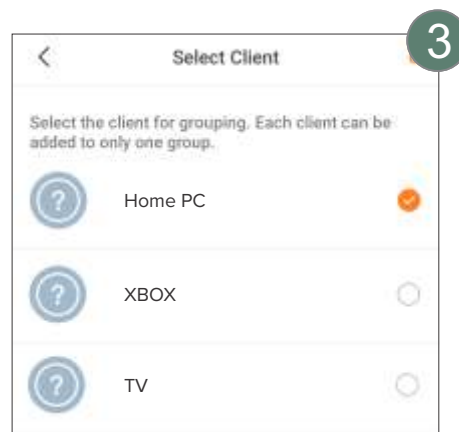 3
Select Client
Select the client for grouping. Each client can be
added to only one group.
Home PC
XBOX
TV